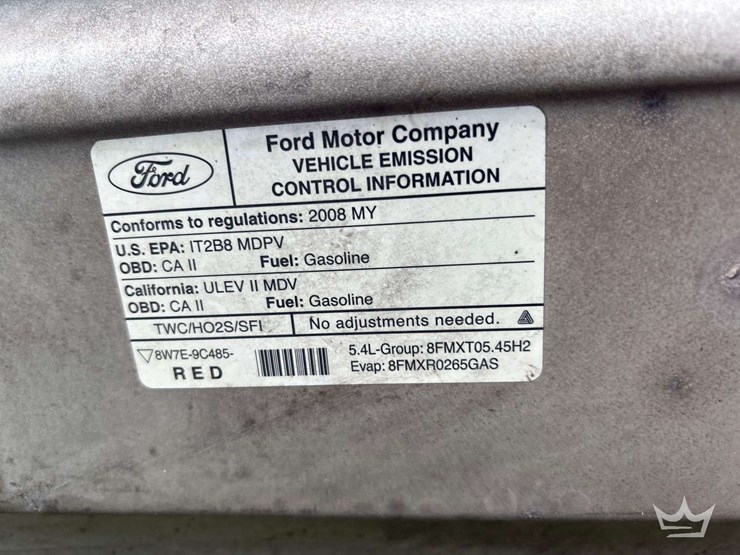 Ford
Ford Motor Company
VEHICLE EMISSION
CONTROL INFORMATION
Conforms to regulations: 2008 MY
U.S. EPA: IT2B8 MDPV
OBD: CA II Fuel: Gasoline
California: ULEV II MDV
OBD: CA II Fuel: Gasoline
TWC/HO2S/SFI No adjustments needed.
8W7E-9C485-
RED
5.4L-Group: 8FMXT05.45H2
Evap: 8FMXR0265GAS